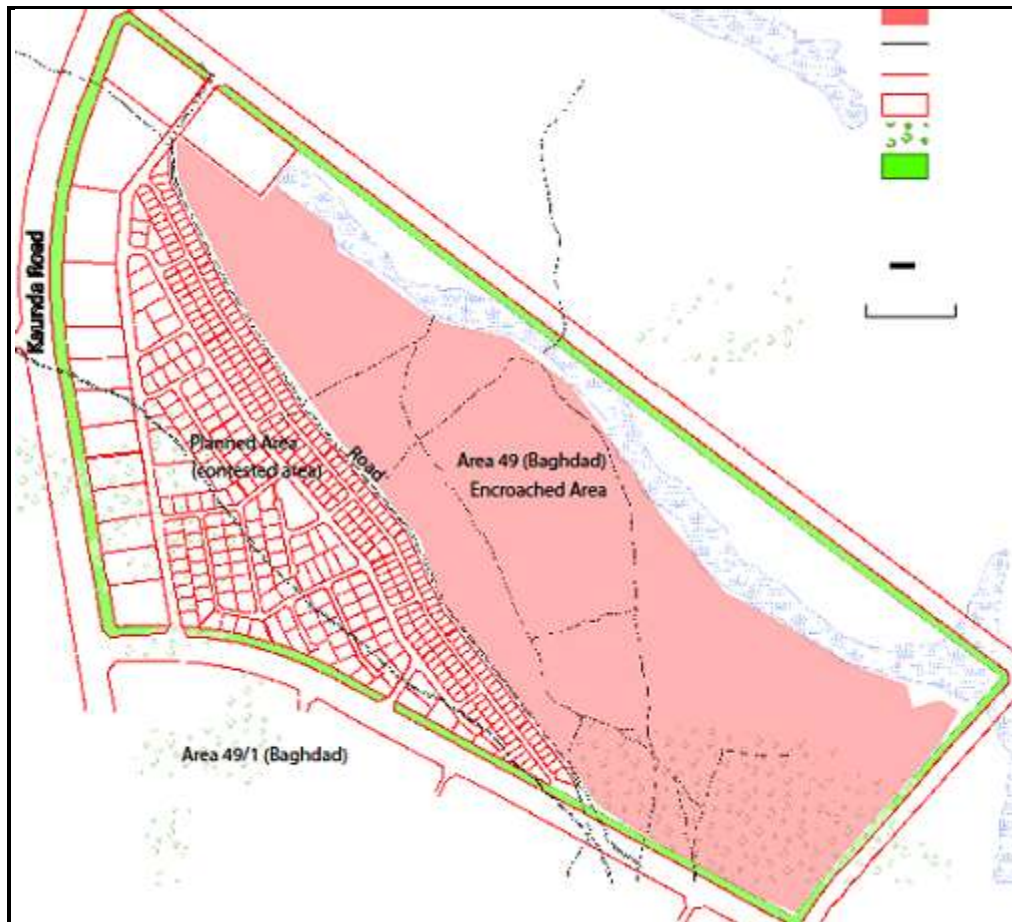 Kaunda Road
Planned Area
(contested area)
Road
Area 49 (Baghdad)
Encroached Area
Area 49/1 (Baghdad)